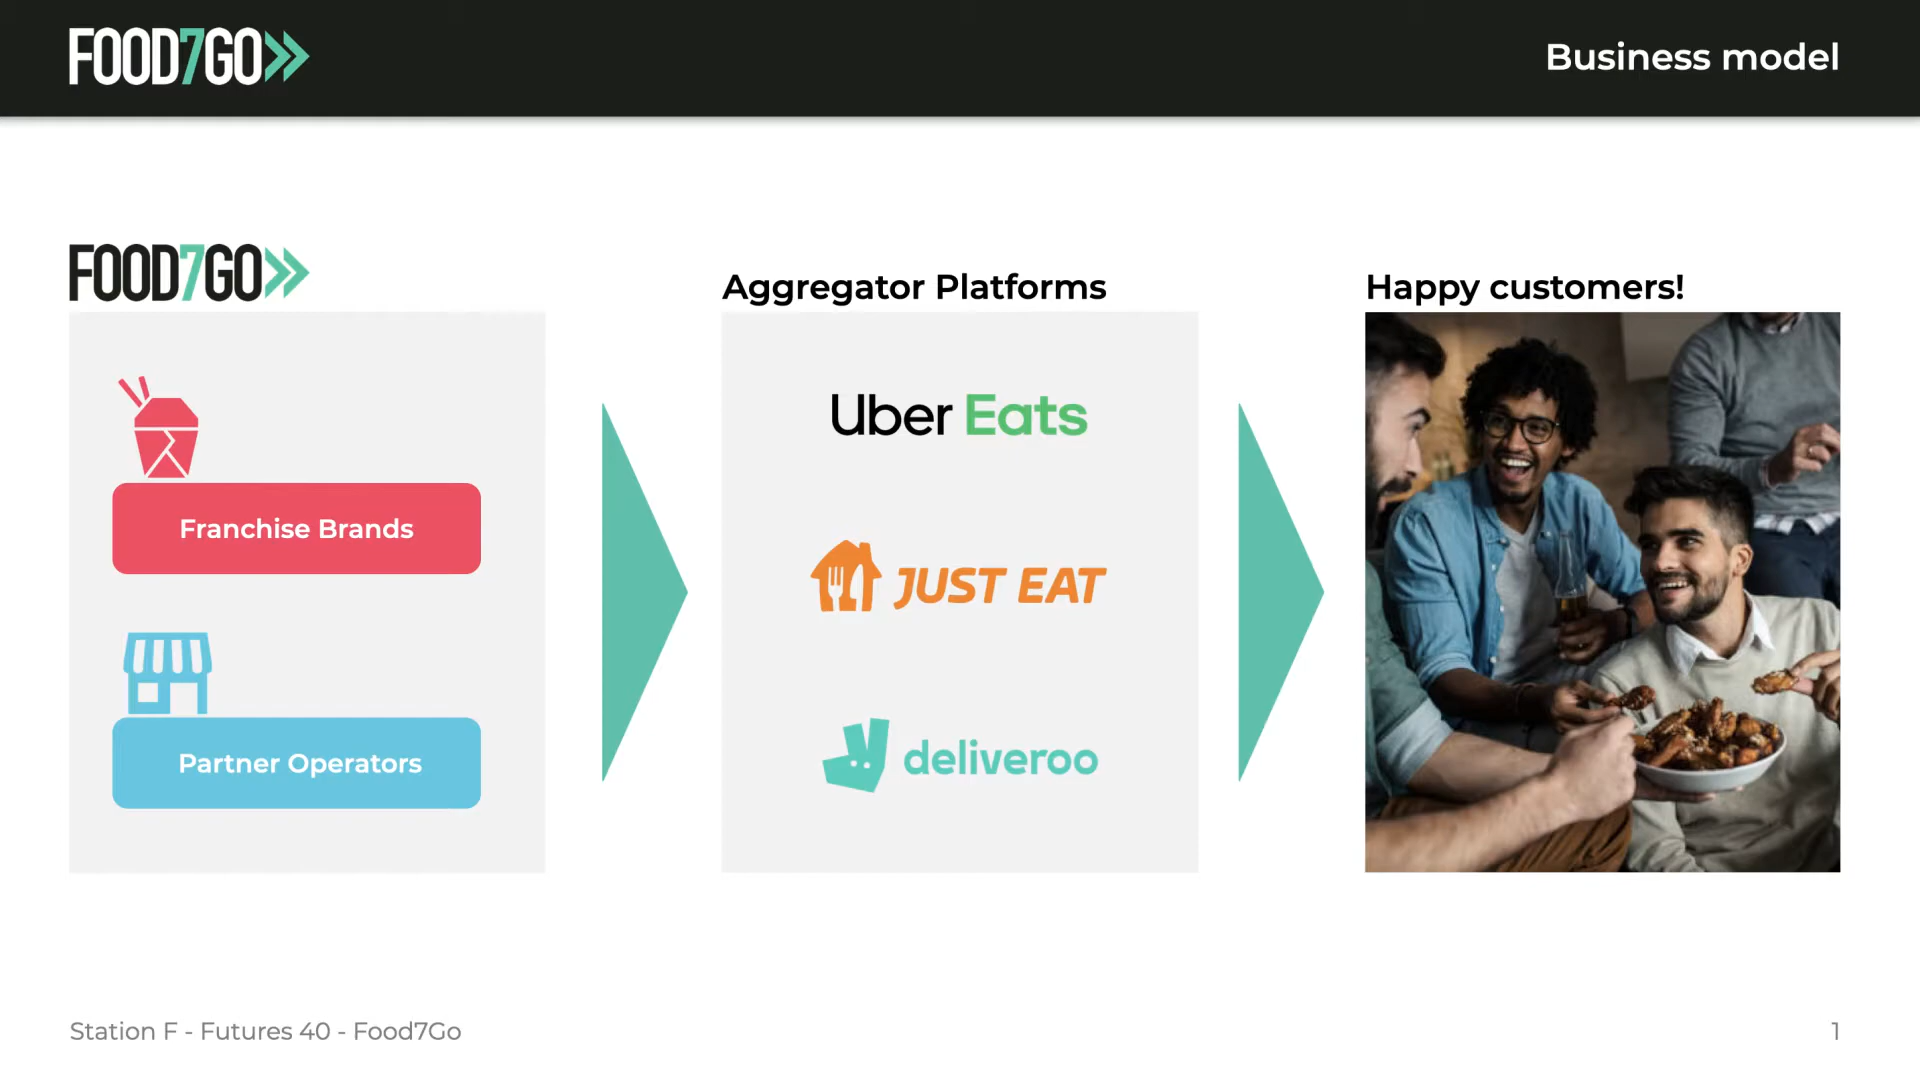 FOOD7GO
Business model
FOOD7GO
Franchise Brands
Partner Operators
Aggregator Platforms
Uber Eats
JUST EAT
deliveroo
Happy customers!
Station F - Futures 40 - Food7Go
1